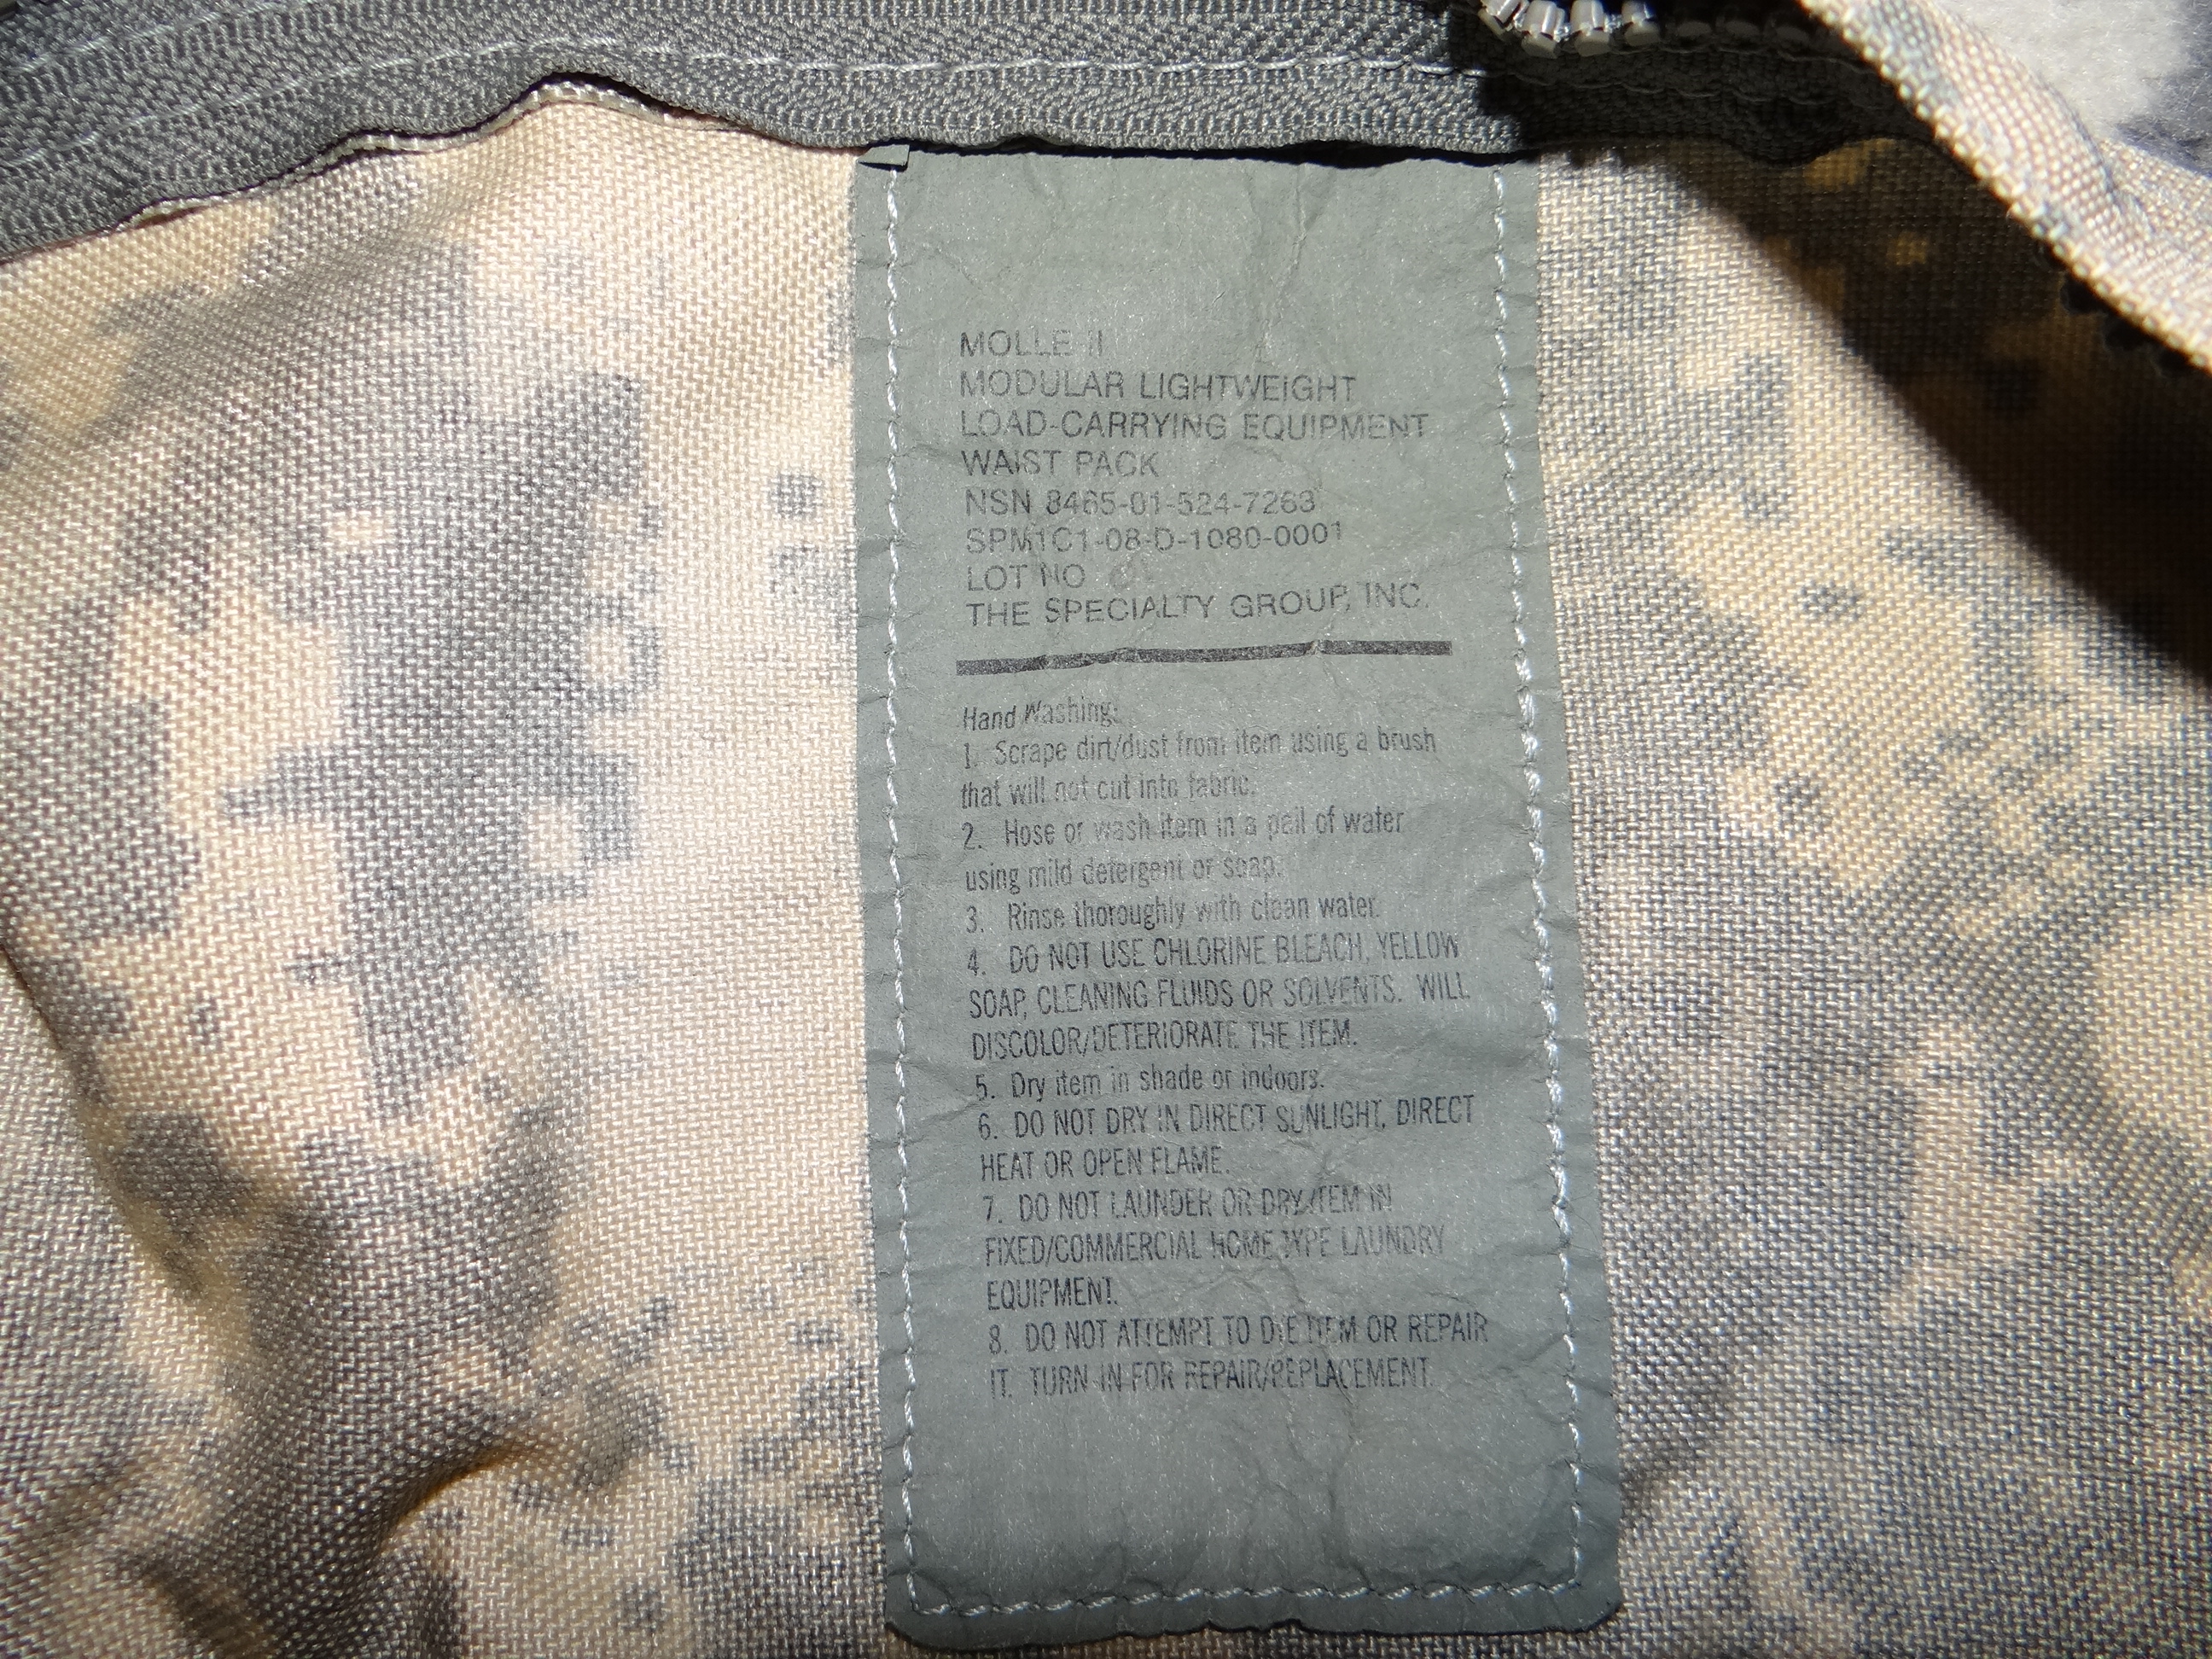 MOLLE II
MODULAR LIGHTWEIGHT
LOAD-CARRYING EQUIPMENT
WAIST PACK
NSN 8465-01-524-7263
SPM1C1-08-D-1080-0001
LOT NO
THE SPECIALTY GROUP, INC.
Hand Washing:
1. Scrape dirt/dust from item using a brush
that will not cut into fabric.
2. Hose or wash item in a pail of water
using mild detergent or soap.
3. Rinse thoroughly with clean water.
4. DO NOT USE CHLORINE BLEACH, YELLOW
SOAP, CLEANING FLUIDS OR SOLVENTS. WILL
DISCOLOR/DETERIORATE THE ITEM.
5. Dry item in shade or indoors.
6. DO NOT DRY IN DIRECT SUNLIGHT, DIRECT
HEAT OR OPEN FLAME.
7. DO NOT LAUNDER OR DRY ITEM IN
FIXED/COMMERCIAL HOME TYPE LAUNDRY
EQUIPMENT.
8. DO NOT ATTEMPT TO DYE ITEM OR REPAIR
IT. TURN IN FOR REPAIR/REPLACEMENT.